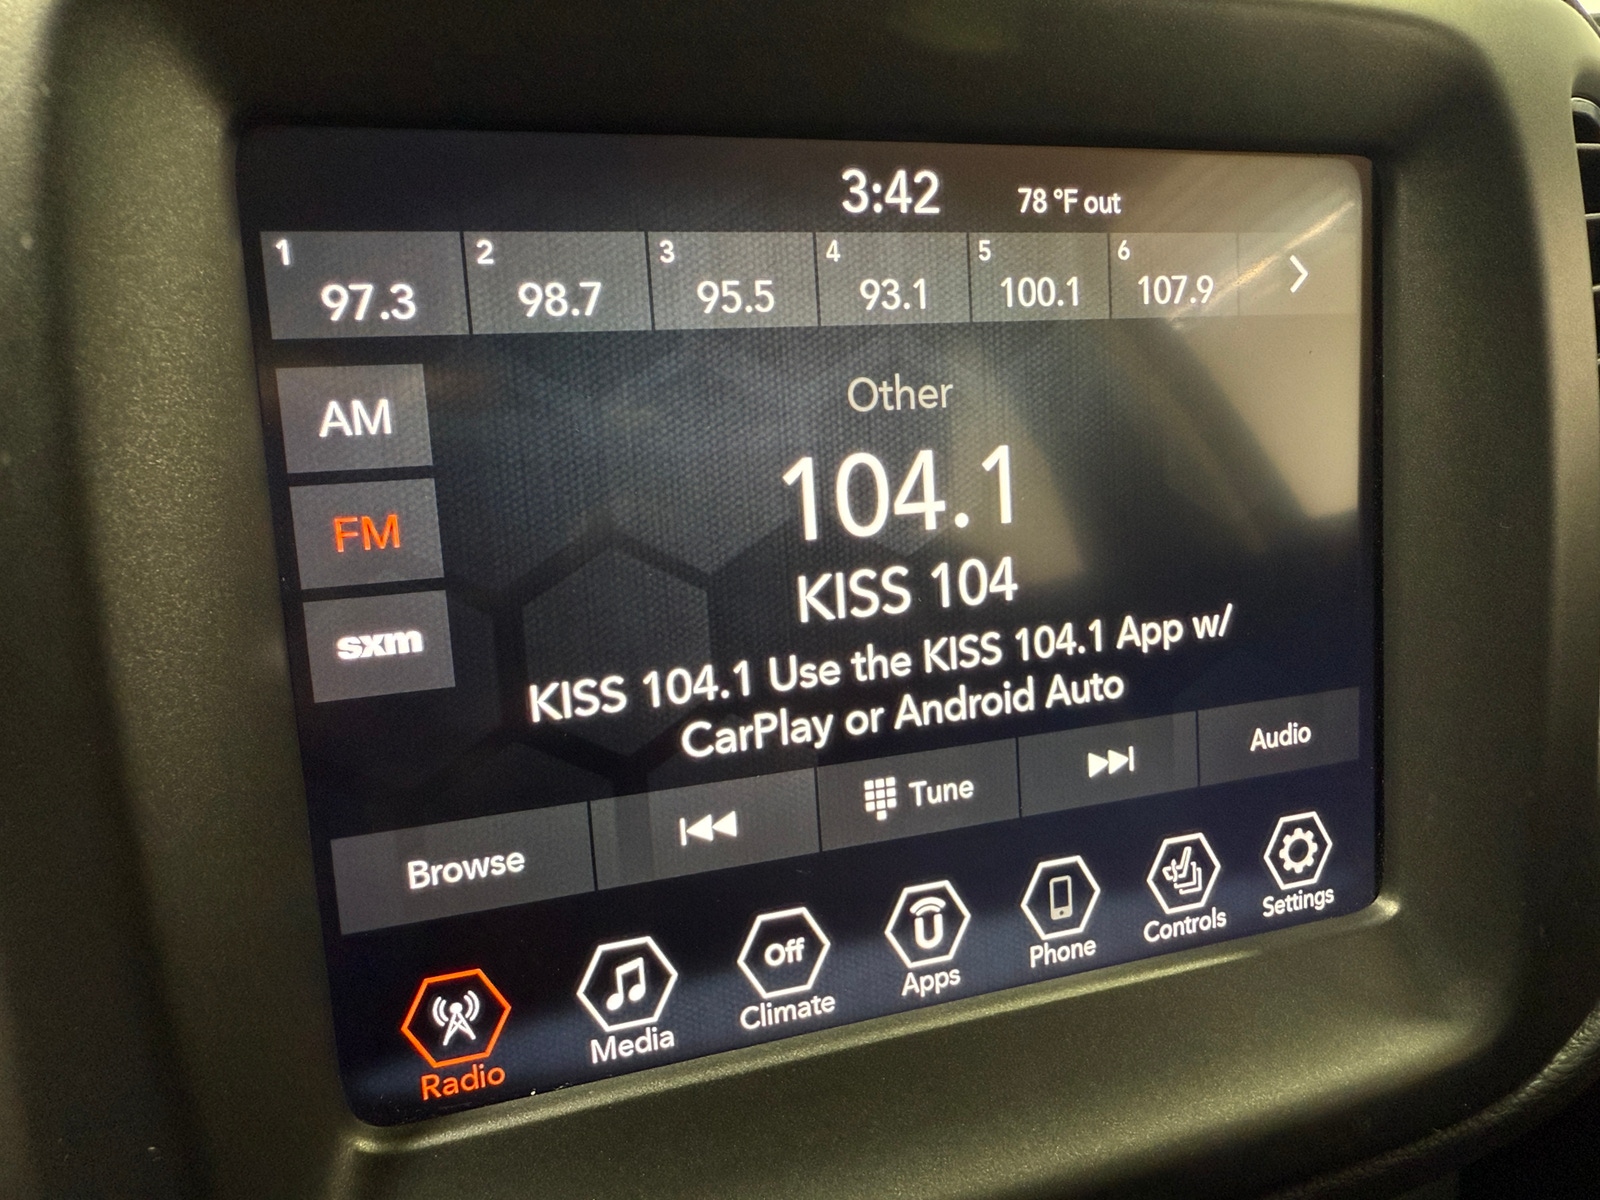 3:42 78 °F out
1 2 3 4 5 6
97.3 98.7 95.5 93.1 100.1 107.9
AM
FM
sxm
Other
104.1
KISS 104
KISS 104.1 Use the KISS 104.1 App w/
CarPlay or Android Auto
Browse Tune Audio
Off
Radio Media Climate Apps Phone Controls Settings